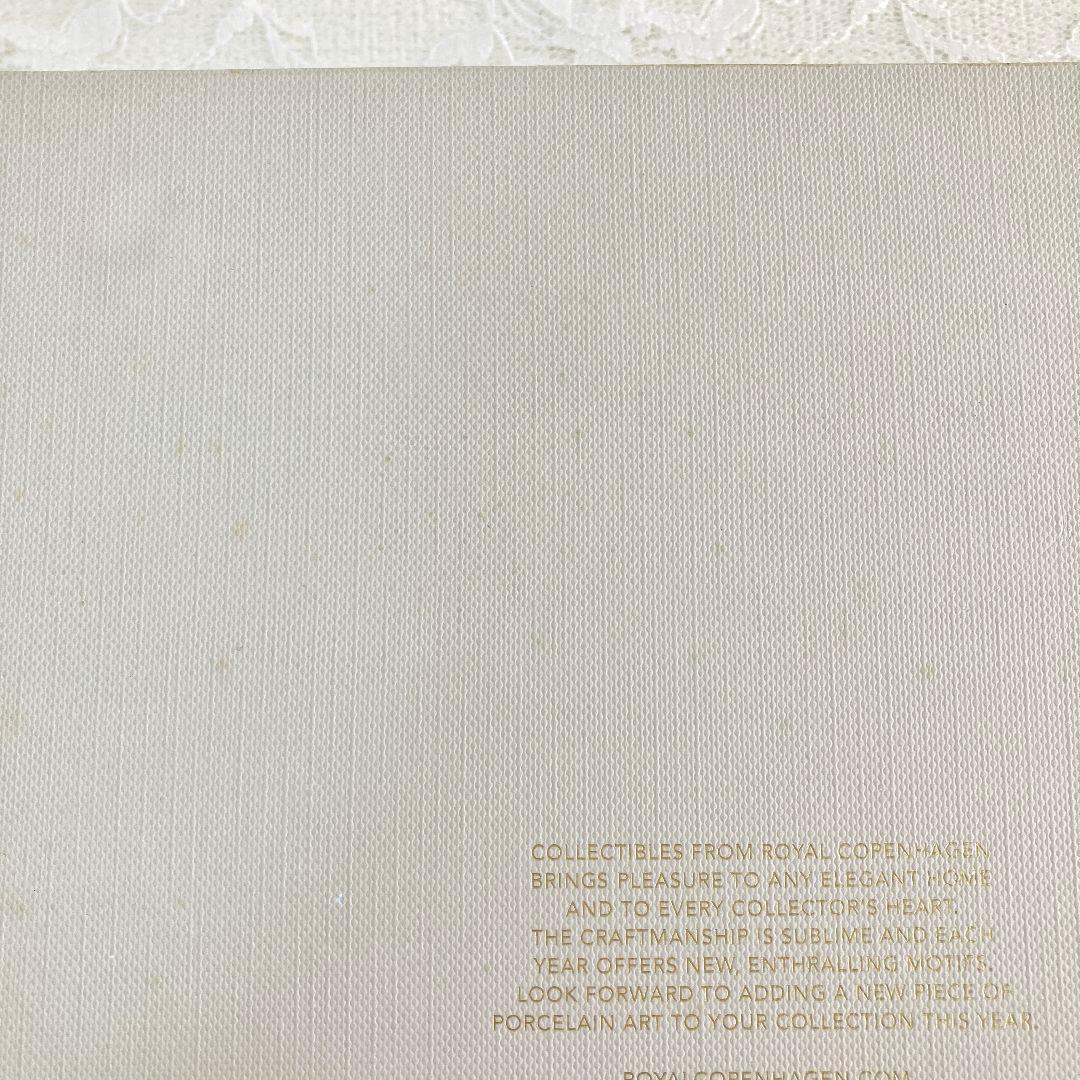 COLLECTIBLES FROM ROYAL COPENHAGEN
BRINGS PLEASURE TO ANY ELEGANT HOME
AND TO EVERY COLLECTOR'S HEART.
THE CRAFTMANSHIP IS SUBLIME AND EACH
YEAR OFFERS NEW, ENTHRALLING MOTIFS.
LOOK FORWARD TO ADDING A NEW PIECE OF
PORCELAIN ART TO YOUR COLLECTION THIS YEAR.
ROYALCOPENHAGEN.COM